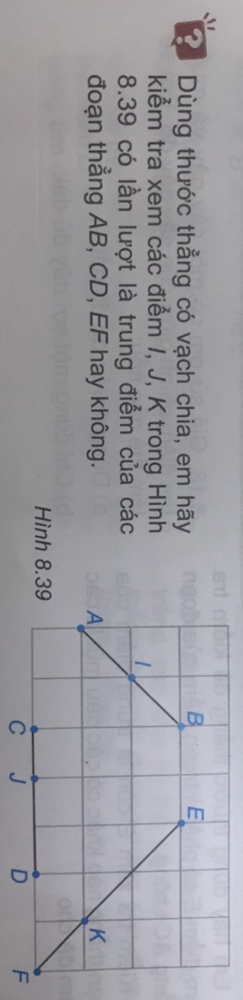 ?
Dùng thước thẳng có vạch chia, em hãy
kiểm tra xem các điểm I, J, K trong Hình
8.39 có lần lượt là trung điểm của các
đoạn thẳng AB, CD, EF hay không.
B
E
I
A
K
C
J
D
F
Hình 8.39